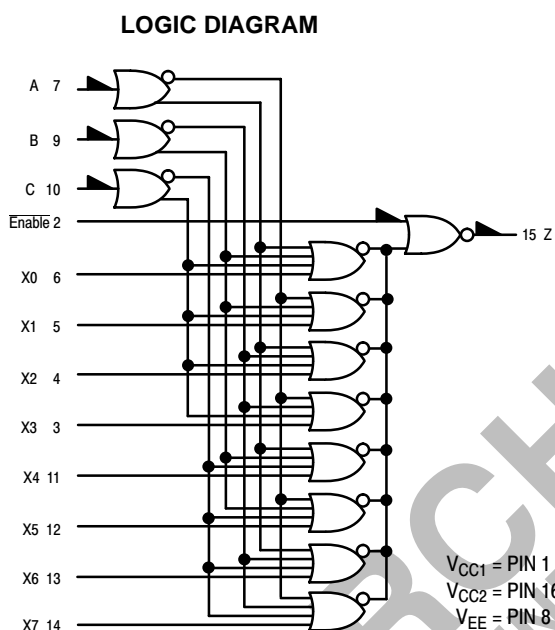 LOGIC DIAGRAM
A 7
B 9
C 10
Enable 2
15 Z
X0 6
X1 5
X2 4
X3 3
X4 11
X5 12
X6 13
X7 14
VCC1 = PIN 1
VCC2 = PIN 16
VEE = PIN 8